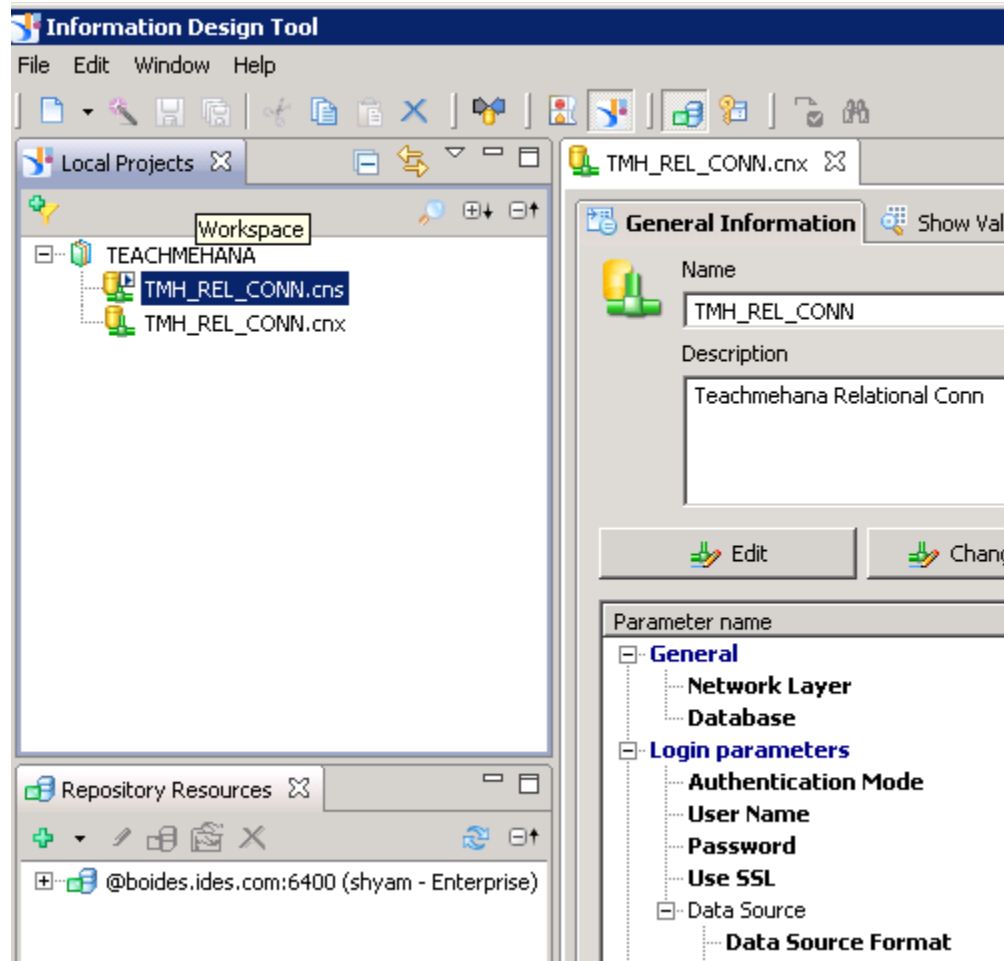 Information Design Tool
File Edit Window Help
Local Projects
Workspace
TEACHMEHANA
TMH_REL_CONN.cns
TMH_REL_CONN.cnx
Repository Resources
@boides.ides.com:6400 (shyam - Enterprise)
TMH_REL_CONN.cnx
General Information Show Val
Name
TMH_REL_CONN
Description
Teachmehana Relational Conn
Edit Chang
Parameter name
General
Network Layer
Database
Login parameters
Authentication Mode
User Name
Password
Use SSL
Data Source
Data Source Format